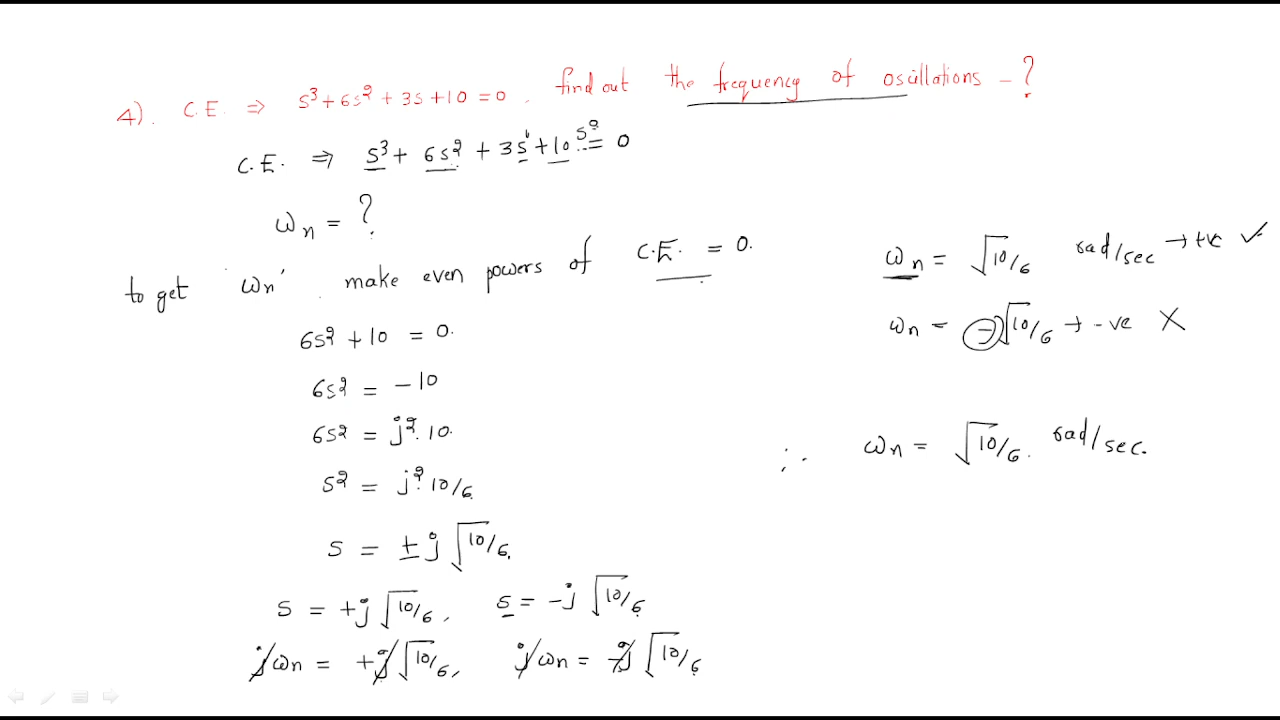 4). C.E. ⇒ s³+6s²+3s+10=0. find out the frequency of oscillations - ?
C.E. ⇒ s³+ 6s² + 3s¹+10s⁰ = 0
ωn = ?
to get 'ωn' make even powers of C.E. = 0.
6s²+10 = 0.
6s² = -10
6s² = j².10.
s² = j².10/6.
s = ±j √10/6.
s = +j √10/6, s = -j √10/6
jωn = +j√10/6, jωn = -j √10/6
ωn = √10/6 rad/sec → +ve ✓
ωn = -√10/6 → -ve X
∴ ωn = √10/6. rad/sec.